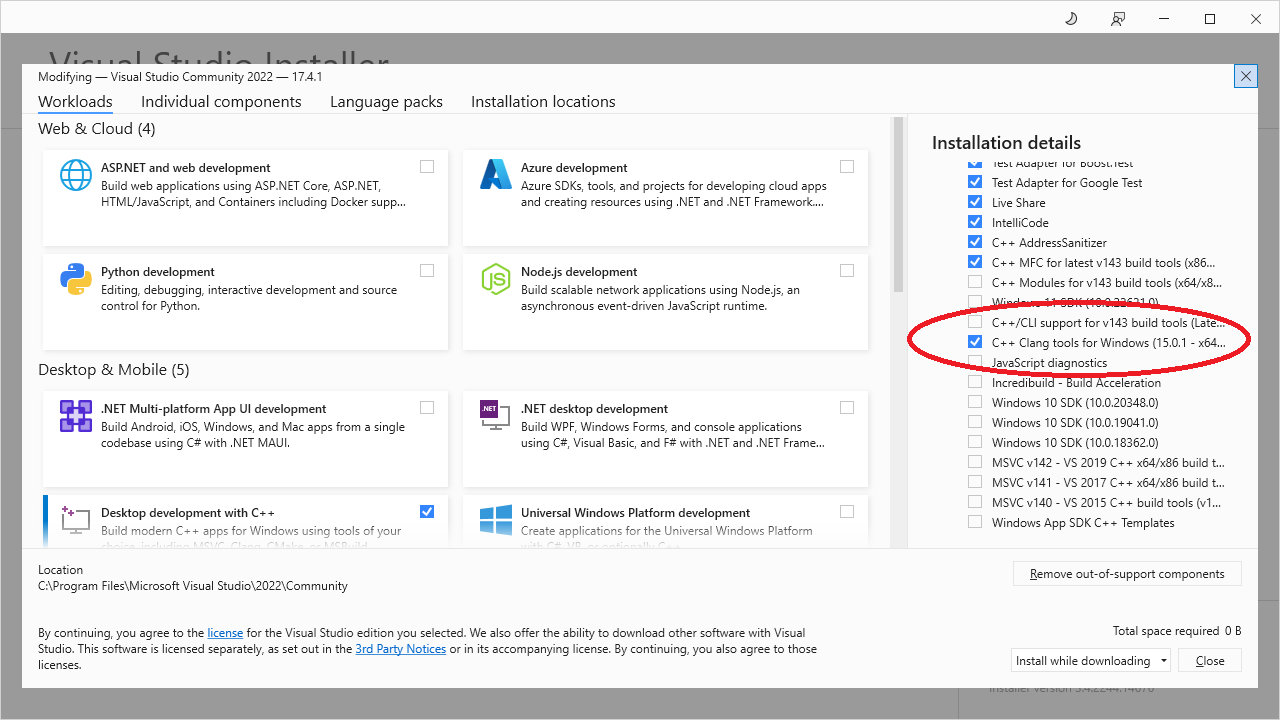 Visual Studio Installer
Modifying — Visual Studio Community 2022 — 17.4.1
Workloads
Individual components
Language packs
Installation locations
Web & Cloud (4)
ASP.NET and web development
Build web applications using ASP.NET Core, ASP.NET,
HTML/JavaScript, and Containers including Docker supp...
Azure development
Azure SDKs, tools, and projects for developing cloud apps
and creating resources using .NET and .NET Framework....
Python development
Editing, debugging, interactive development and source
control for Python.
JS
Node.js development
Build scalable network applications using Node.js, an
asynchronous event-driven JavaScript runtime.
Desktop & Mobile (5)
.NET Multi-platform App UI development
Build Android, iOS, Windows, and Mac apps from a single
codebase using C# with .NET MAUI.
.NET
.NET desktop development
Build WPF, Windows Forms, and console applications
using C#, Visual Basic, and F# with .NET and .NET Frame...
Desktop development with C++
Build modern C++ apps for Windows using tools of your
choice, including MSVC, Clang, CMake, or MSBuild.
Universal Windows Platform development
Create applications for the Universal Windows Platform
with C#, VB, or optionally C++.
Installation details
Test Adapter for Boost.Test
Test Adapter for Google Test
Live Share
IntelliCode
C++ AddressSanitizer
C++ MFC for latest v143 build tools (x86...
C++ Modules for v143 build tools (x64/x8...
Windows 11 SDK (10.0.22621.0)
C++/CLI support for v143 build tools (Late...
C++ Clang tools for Windows (15.0.1 - x64...
JavaScript diagnostics
Incredibuild - Build Acceleration
Windows 10 SDK (10.0.20348.0)
Windows 10 SDK (10.0.19041.0)
Windows 10 SDK (10.0.18362.0)
MSVC v142 - VS 2019 C++ x64/x86 build t...
MSVC v141 - VS 2017 C++ x64/x86 build t...
MSVC v140 - VS 2015 C++ build tools (v1...
Windows App SDK C++ Templates
Location
C:\Program Files\Microsoft Visual Studio\2022\Community
Remove out-of-support components
By continuing, you agree to the license for the Visual Studio edition you selected. We also offer the ability to download other software with Visual
Studio. This software is licensed separately, as set out in the 3rd Party Notices or in its accompanying license. By continuing, you also agree to those
licenses.
Total space required 0 B
Install while downloading
Close
Installer version 3.4.2244.14676